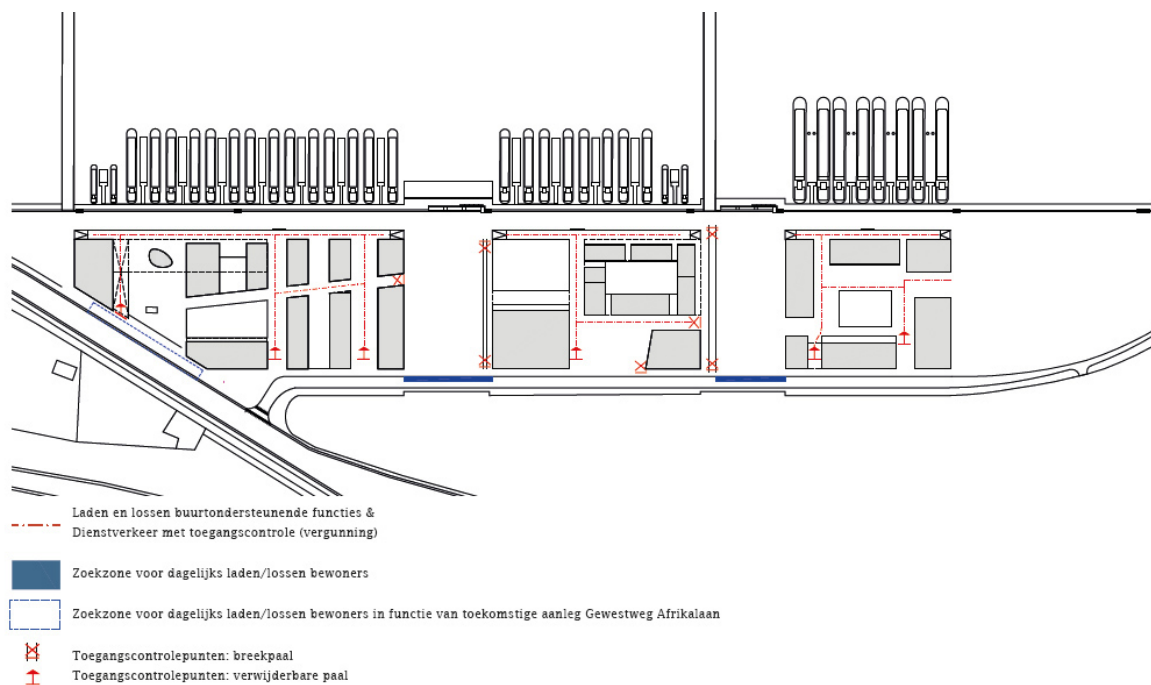 Laden en lossen buurtondersteunende functies &
Dienstverkeer met toegangscontrole (vergunning)
Zoekzone voor dagelijks laden/lossen bewoners
Zoekzone voor dagelijks laden/lossen bewoners in functie van toekomstige aanleg Gewestweg Afrikalaan
Toegangscontrolepunten: breekpaal
Toegangscontrolepunten: verwijderbare paal